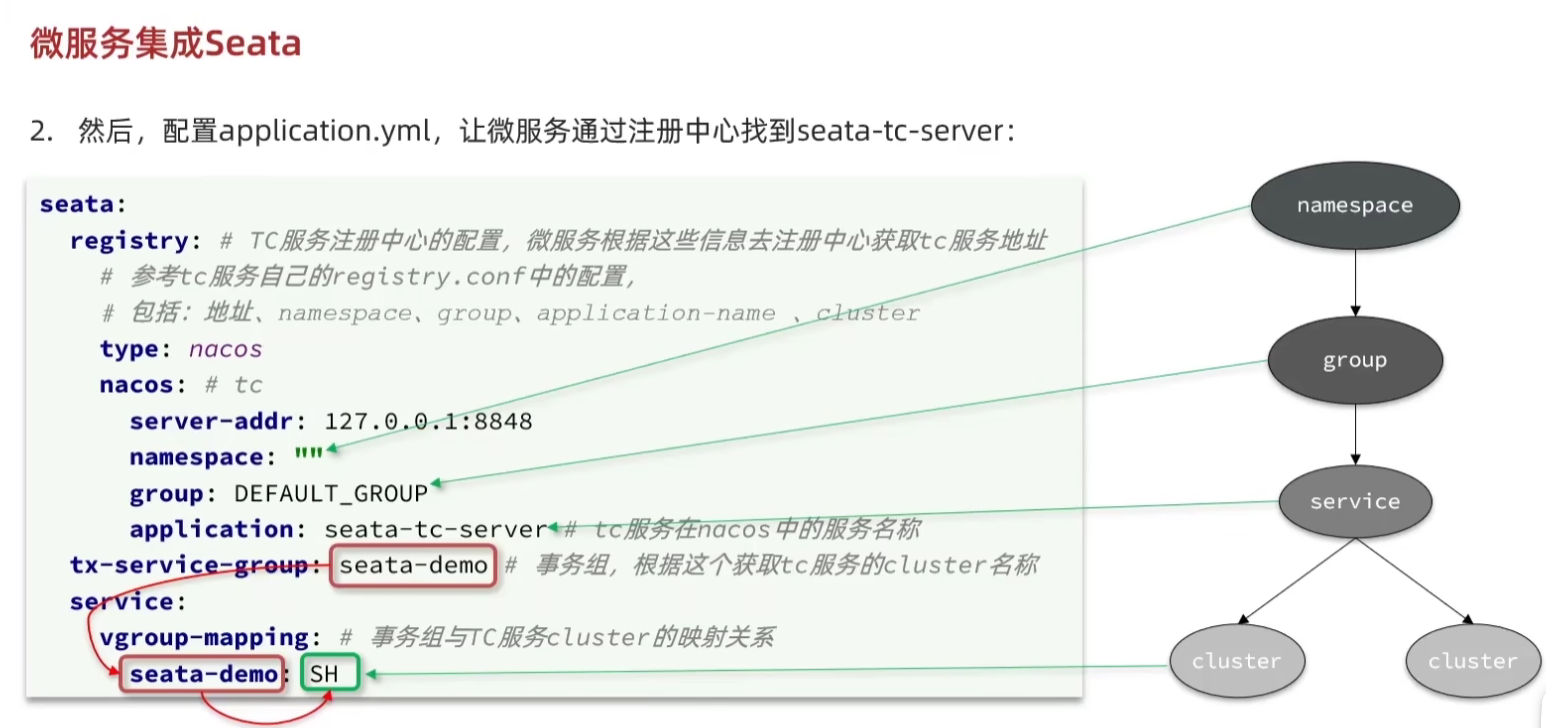 微服务集成Seata
2. 然后，配置application.yml，让微服务通过注册中心找到seata-tc-server：
seata:
registry: # TC服务注册中心的配置，微服务根据这些信息去注册中心获取tc服务地址
# 参考tc服务自己的registry.conf中的配置，
# 包括：地址、namespace、group、application-name 、cluster
type: nacos
nacos: # tc
server-addr: 127.0.0.1:8848
namespace: ""
group: DEFAULT_GROUP
application: seata-tc-server # tc服务在nacos中的服务名称
tx-service-group: seata-demo # 事务组，根据这个获取tc服务的cluster名称
service:
vgroup-mapping: # 事务组与TC服务cluster的映射关系
seata-demo: SH
namespace
group
service
cluster
cluster